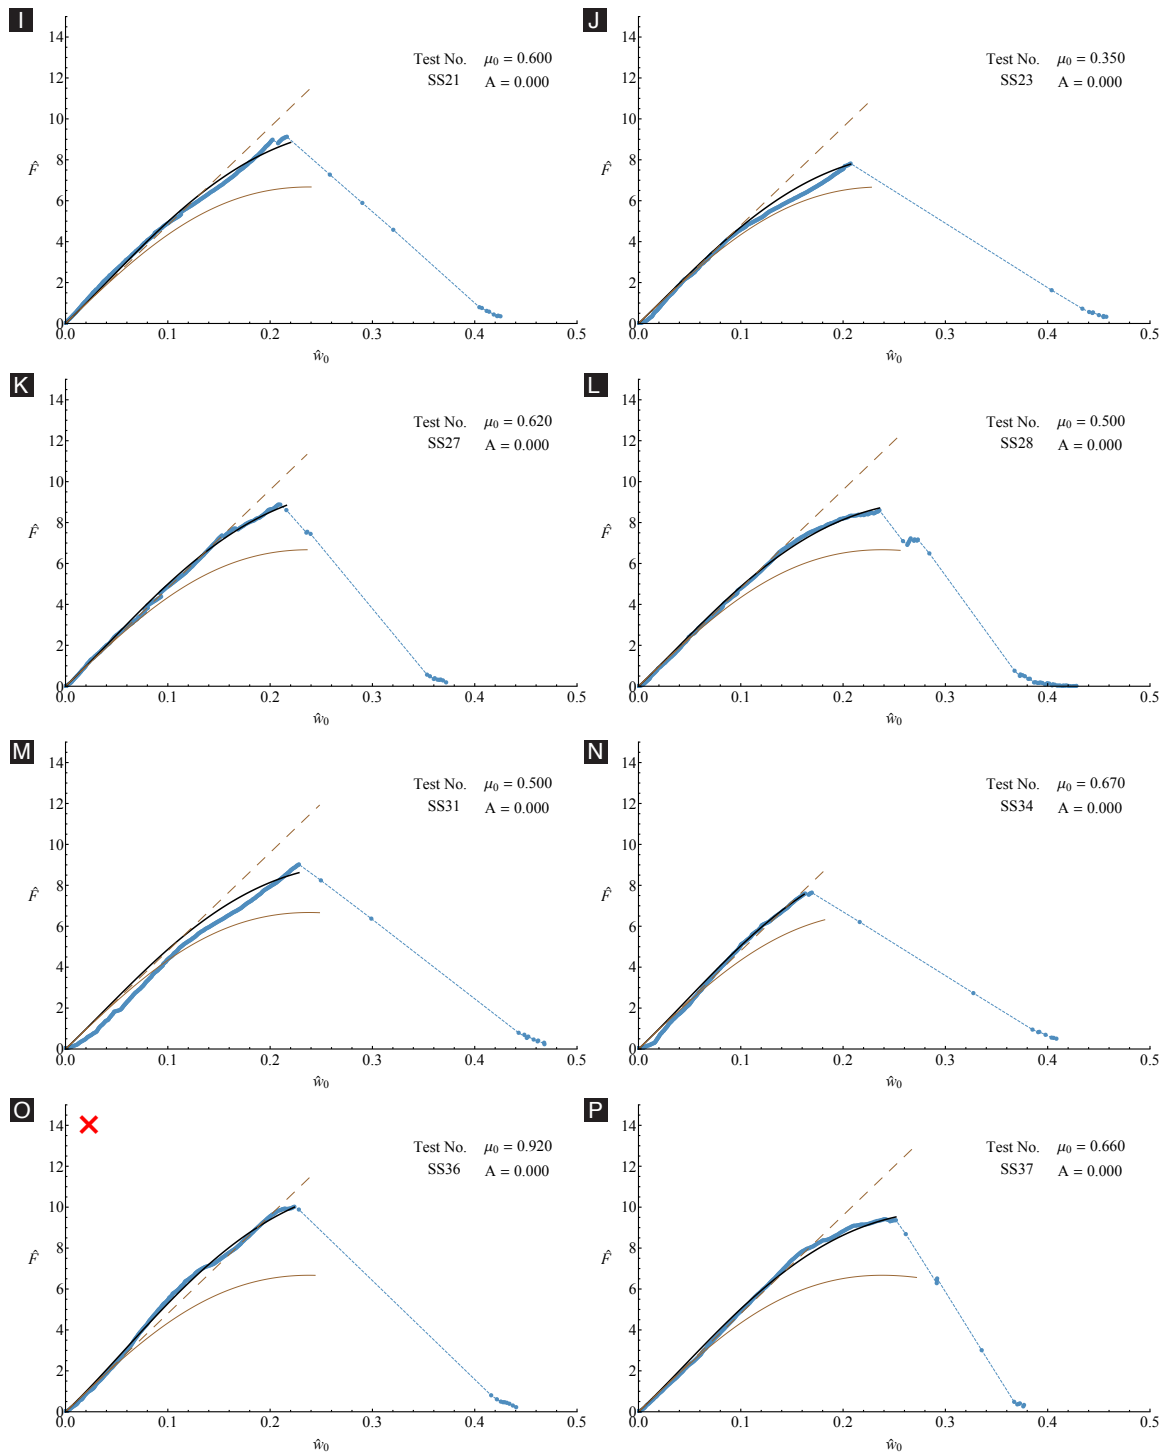 I
14
12
10
8
6
4
2
0
F̂
0.0 0.1 0.2 0.3 0.4 0.5
ŵ₀
Test No. μ₀ = 0.600
SS21 A = 0.000
J
14
12
10
8
6
4
2
0
F̂
0.0 0.1 0.2 0.3 0.4 0.5
ŵ₀
Test No. μ₀ = 0.350
SS23 A = 0.000
K
14
12
10
8
6
4
2
0
F̂
0.0 0.1 0.2 0.3 0.4 0.5
ŵ₀
Test No. μ₀ = 0.620
SS27 A = 0.000
L
14
12
10
8
6
4
2
0
F̂
0.0 0.1 0.2 0.3 0.4 0.5
ŵ₀
Test No. μ₀ = 0.500
SS28 A = 0.000
M
14
12
10
8
6
4
2
0
F̂
0.0 0.1 0.2 0.3 0.4 0.5
ŵ₀
Test No. μ₀ = 0.500
SS31 A = 0.000
N
14
12
10
8
6
4
2
0
F̂
0.0 0.1 0.2 0.3 0.4 0.5
ŵ₀
Test No. μ₀ = 0.670
SS34 A = 0.000
O
14
12
10
8
6
4
2
0
F̂
0.0 0.1 0.2 0.3 0.4 0.5
ŵ₀
Test No. μ₀ = 0.920
SS36 A = 0.000
P
14
12
10
8
6
4
2
0
F̂
0.0 0.1 0.2 0.3 0.4 0.5
ŵ₀
Test No. μ₀ = 0.660
SS37 A = 0.000